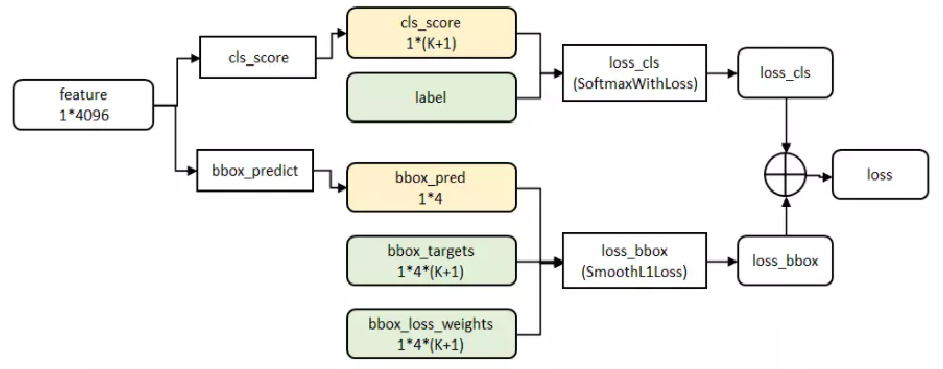 feature
1*4096
cls_score
cls_score
1*(K+1)
label
loss_cls
(SoftmaxWithLoss)
loss_cls
bbox_predict
bbox_pred
1*4
bbox_targets
1*4*(K+1)
bbox_loss_weights
1*4*(K+1)
loss_bbox
(SmoothL1Loss)
loss_bbox
loss